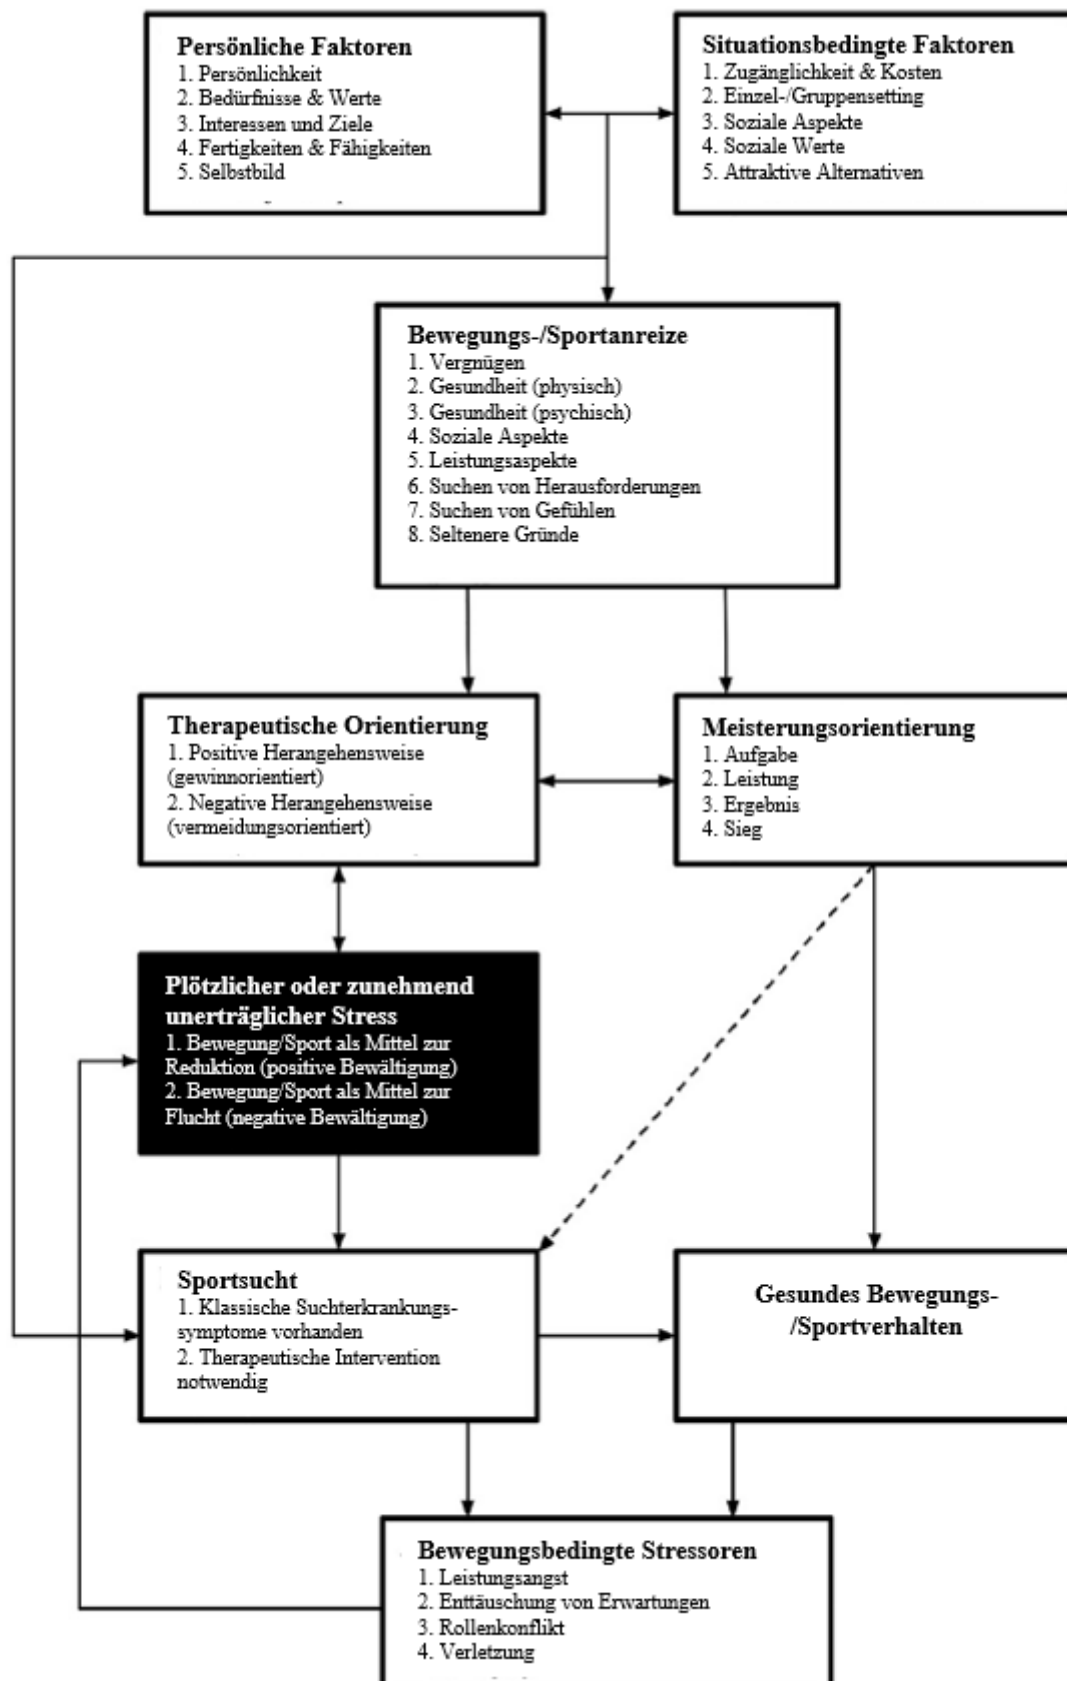 Persönliche Faktoren
1. Persönlichkeit
2. Bedürfnisse & Werte
3. Interessen und Ziele
4. Fertigkeiten & Fähigkeiten
5. Selbstbild
Situationsbedingte Faktoren
1. Zugänglichkeit & Kosten
2. Einzel-/Gruppensetting
3. Soziale Aspekte
4. Soziale Werte
5. Attraktive Alternativen
Bewegungs-/Sportanreize
1. Vergnügen
2. Gesundheit (physisch)
3. Gesundheit (psychisch)
4. Soziale Aspekte
5. Leistungsaspekte
6. Suchen von Herausforderungen
7. Suchen von Gefühlen
8. Seltenere Gründe
Therapeutische Orientierung
1. Positive Herangehensweise
(gewinnorientiert)
2. Negative Herangehensweise
(vermeidungsorientiert)
Meisterungsorientierung
1. Aufgabe
2. Leistung
3. Ergebnis
4. Sieg
Plötzlicher oder zunehmend
unerträglicher Stress
1. Bewegung/Sport als Mittel zur
Reduktion (positive Bewältigung)
2. Bewegung/Sport als Mittel zur
Flucht (negative Bewältigung)
Sportsucht
1. Klassische Suchterkrankungs-
symptome vorhanden
2. Therapeutische Intervention
notwendig
Gesundes Bewegungs-
/Sportverhalten
Bewegungsbedingte Stressoren
1. Leistungsangst
2. Enttäuschung von Erwartungen
3. Rollenkonflikt
4. Verletzung